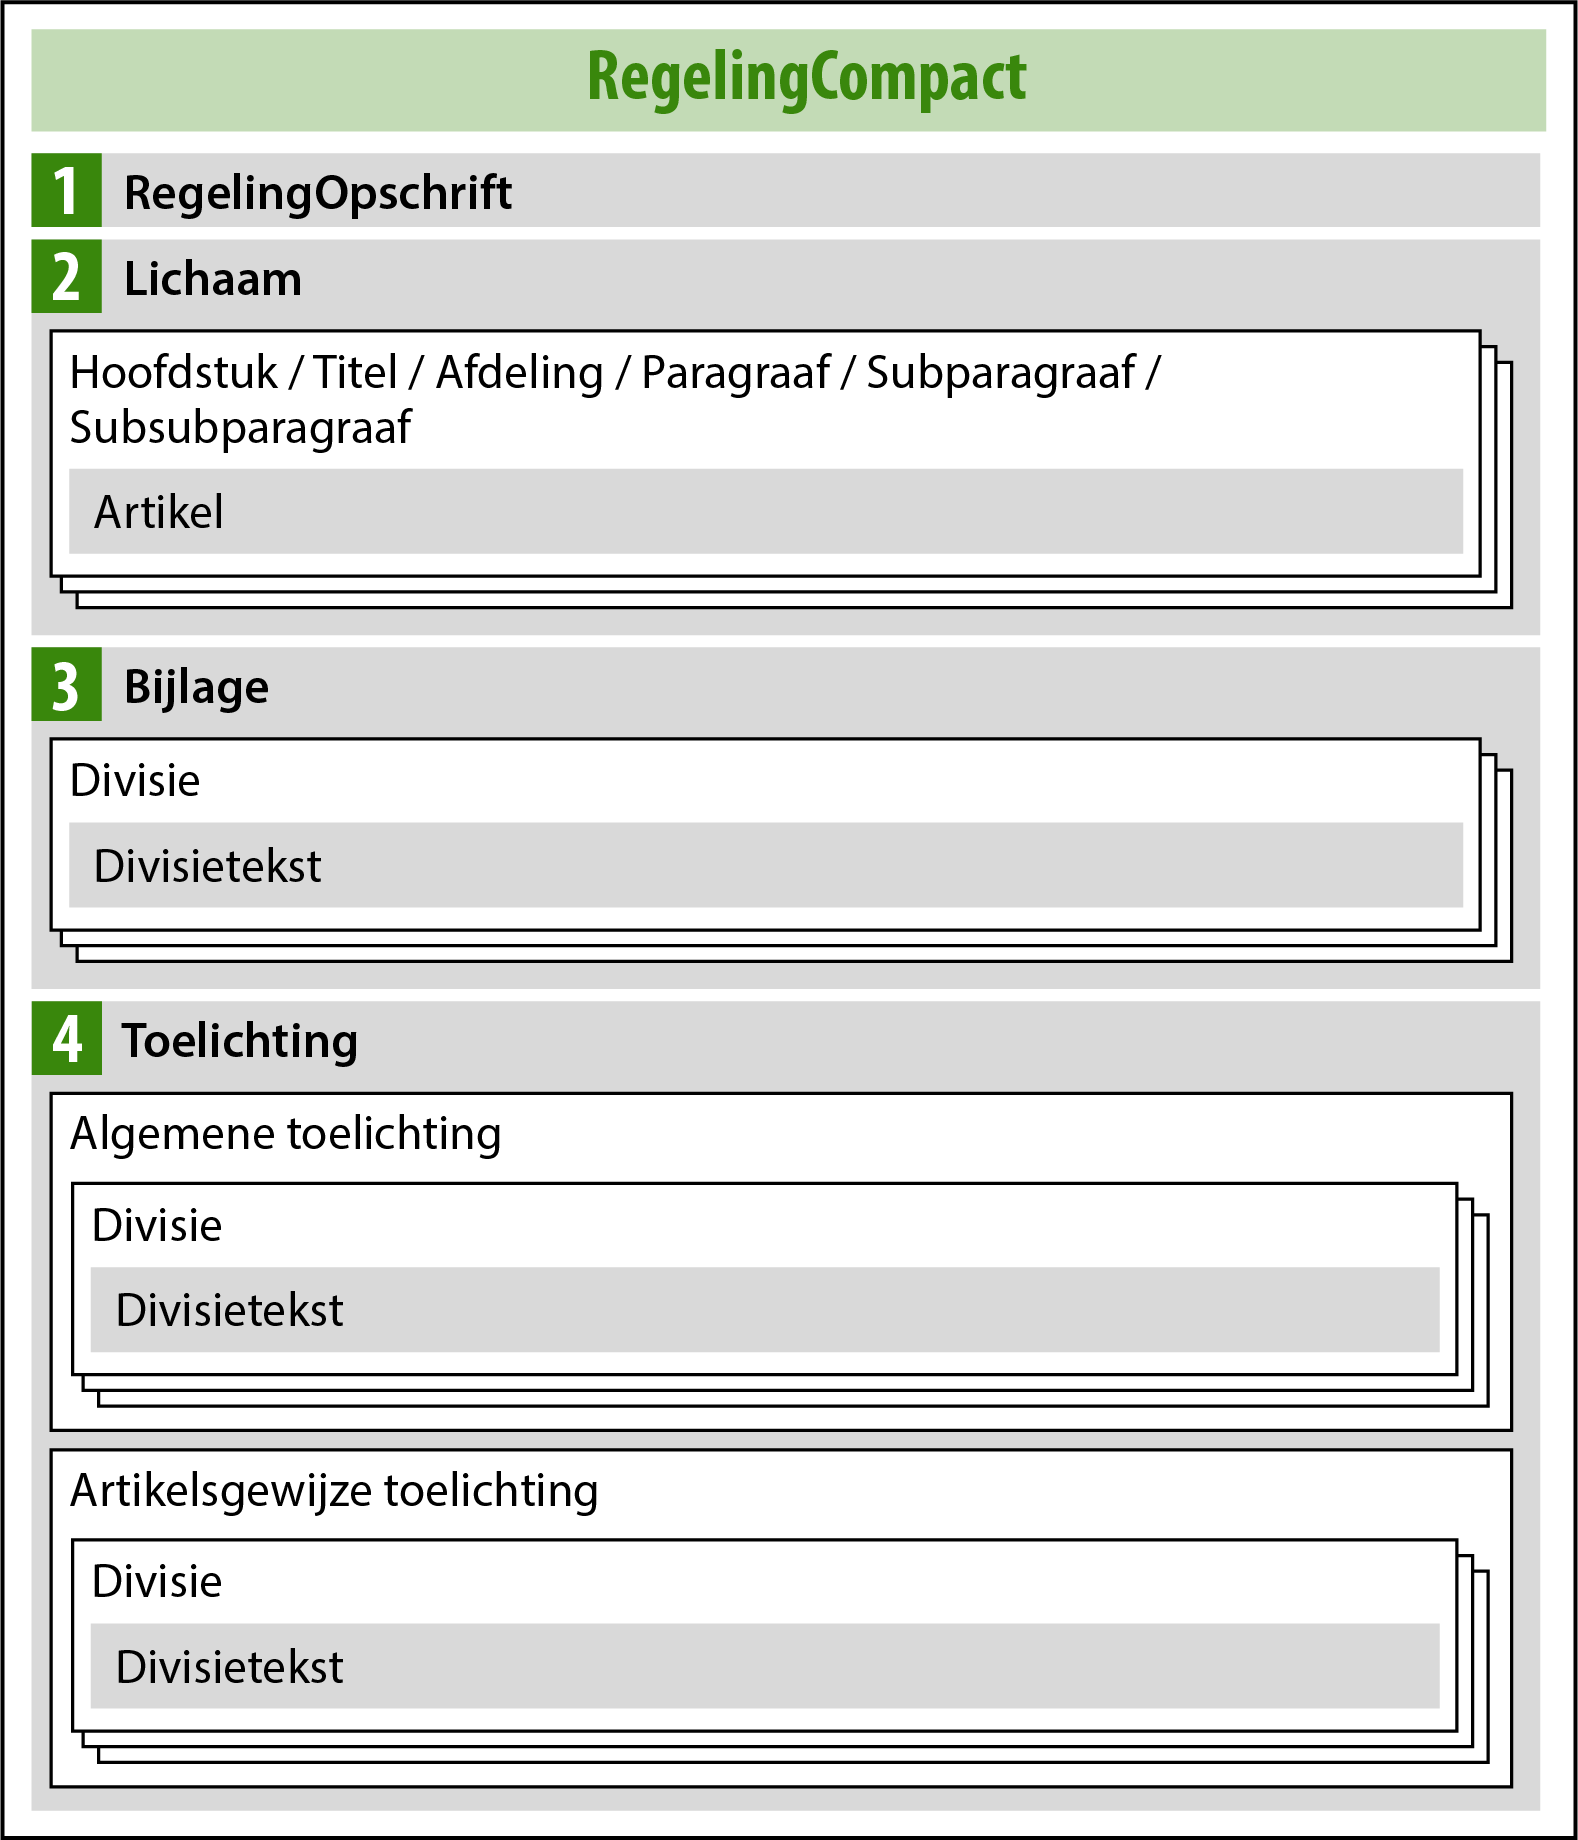 RegelingCompact
1 RegelingOpschrift
2 Lichaam
Hoofdstuk / Titel / Afdeling / Paragraaf / Subparagraaf /
Subsubparagraaf
Artikel
3 Bijlage
Divisie
Divisietekst
4 Toelichting
Algemene toelichting
Divisie
Divisietekst
Artikelsgewijze toelichting
Divisie
Divisietekst